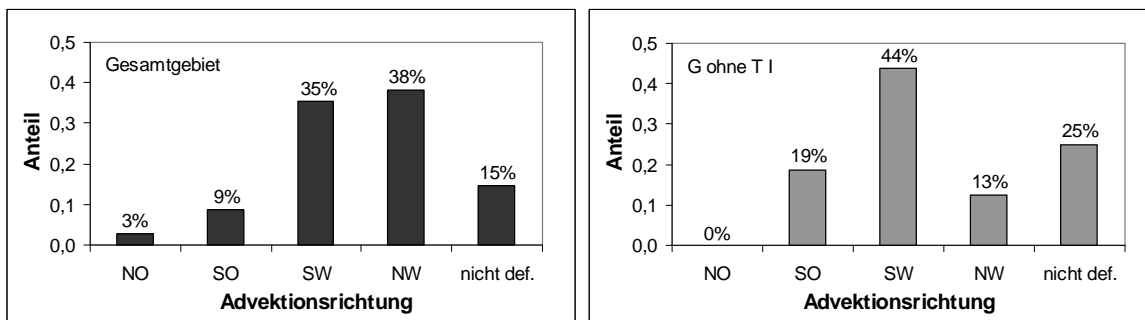 Gesamtgebiet
Anteil
0,5
0,4
0,3
0,2
0,1
0,0
3%
9%
35%
38%
15%
NO SO SW NW nicht def.
Advektionsrichtung
G ohne T I
Anteil
0,5
0,4
0,3
0,2
0,1
0,0
0%
19%
44%
13%
25%
NO SO SW NW nicht def.
Advektionsrichtung